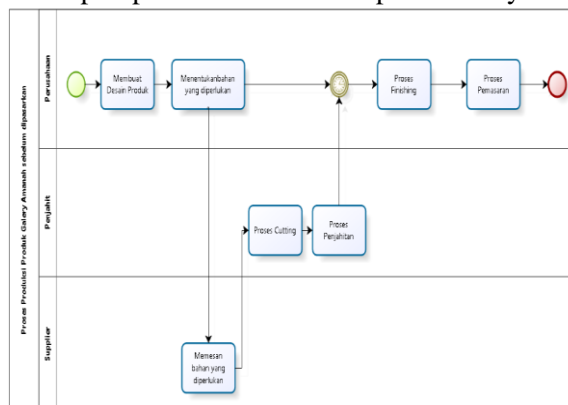 Proses Produksi Produk Galery Amanah sebelum dipasarkan
Perusahaan
Membuat
Desain Produk
Menentukanbahan
yang diperlukan
Proses
Finishing
Proses
Pemasaran
Penjahit
Proses Cutting
Proses
Penjahitan
Supplier
Memesan
bahan yang
diperlukan